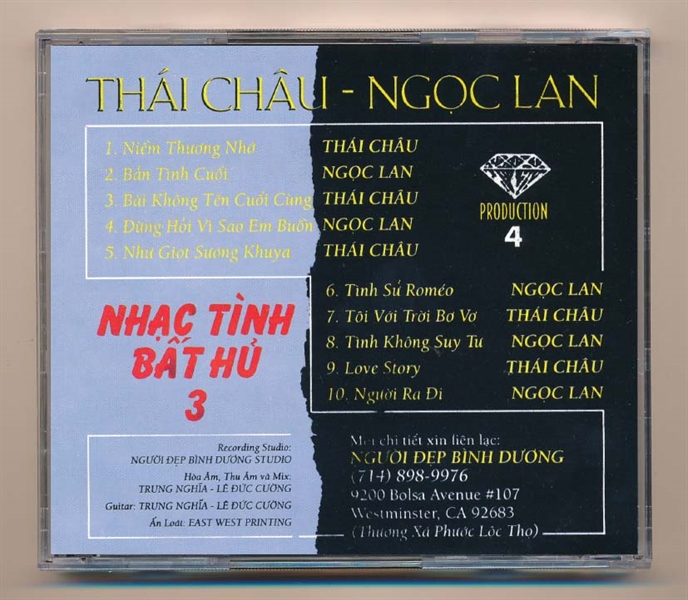 THÁI CHÂU - NGỌC LAN
1. Niềm Thương Nhớ THÁI CHÂU
2. Bản Tình Cuối NGỌC LAN
3. Bài Không Tên Cuối Cùng THÁI CHÂU
4. Đừng Hỏi Vì Sao Em Buồn NGỌC LAN
5. Như Giọt Sương Khuya THÁI CHÂU
PRODUCTION
4
6. Tình Sử Roméo NGỌC LAN
7. Tôi Với Trời Bơ Vơ THÁI CHÂU
8. Tình Không Suy Tư NGỌC LAN
9. Love Story THÁI CHÂU
10. Người Ra Đi NGỌC LAN
NHẠC TÌNH
BẤT HỦ
3
Recording Studio:
NGƯỜI ĐẸP BÌNH DƯƠNG STUDIO
Hòa Âm, Thu Âm và Mix:
TRUNG NGHĨA - LÊ ĐỨC CƯỜNG
Guitar: TRUNG NGHĨA - LÊ ĐỨC CƯỜNG
Ấn Loát: EAST WEST PRINTING
Mọi chi tiết xin liên lạc:
NGƯỜI ĐẸP BÌNH DƯƠNG
(714) 898-9976
9200 Bolsa Avenue #107
Westminster, CA 92683
(Thương Xá Phước Lộc Thọ)